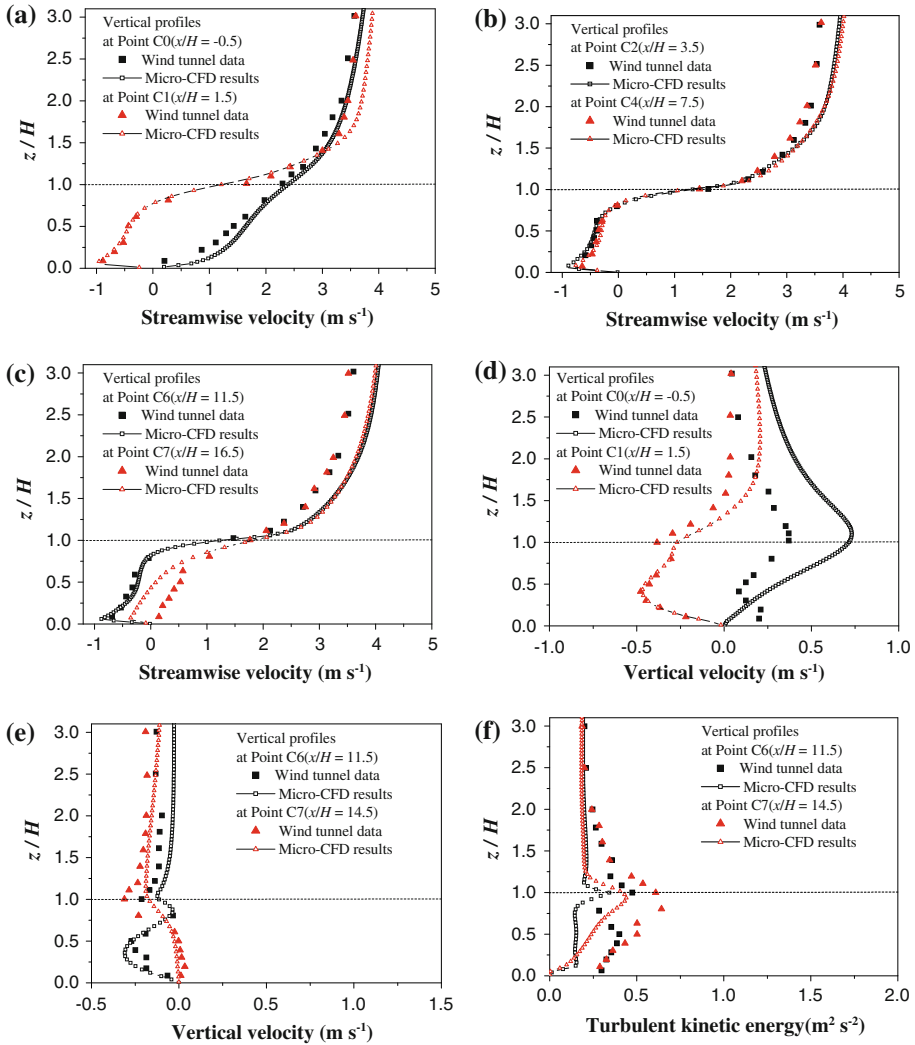 (a)
Vertical profiles
at Point C0(x/H = -0.5)
Wind tunnel data
Micro-CFD results
at Point C1(x/H = 1.5)
Wind tunnel data
Micro-CFD results
z / H
3.0
2.5
2.0
1.5
1.0
0.5
0.0
-1 0 1 2 3 4 5
Streamwise velocity (m s⁻¹)
(b)
Vertical profiles
at Point C2(x/H = 3.5)
Wind tunnel data
Micro-CFD results
at Point C4(x/H = 7.5)
Wind tunnel data
Micro-CFD results
z / H
3.0
2.5
2.0
1.5
1.0
0.5
0.0
-1 0 1 2 3 4 5
Streamwise velocity (m s⁻¹)
(c)
Vertical profiles
at Point C6(x/H = 11.5)
Wind tunnel data
Micro-CFD results
at Point C7(x/H = 16.5)
Wind tunnel data
Micro-CFD results
z / H
3.0
2.5
2.0
1.5
1.0
0.5
0.0
-1 0 1 2 3 4 5
Streamwise velocity (m s⁻¹)
(d)
Vertical profiles
at Point C0(x/H = -0.5)
Wind tunnel data
Micro-CFD results
at Point C1(x/H = 1.5)
Wind tunnel data
Micro-CFD results
z / H
3.0
2.5
2.0
1.5
1.0
0.5
0.0
-1.0 -0.5 0.0 0.5 1.0
Vertical velocity (m s⁻¹)
(e)
Vertical profiles
at Point C6(x/H = 11.5)
Wind tunnel data
Micro-CFD results
at Point C7(x/H = 14.5)
Wind tunnel data
Micro-CFD results
z / H
3.0
2.5
2.0
1.5
1.0
0.5
0.0
-0.5 0.0 0.5 1.0 1.5
Vertical velocity (m s⁻¹)
(f)
Vertical profiles
at Point C6(x/H = 11.5)
Wind tunnel data
Micro-CFD results
at Point C7(x/H = 14.5)
Wind tunnel data
Micro-CFD results
z / H
3.0
2.5
2.0
1.5
1.0
0.5
0.0
0.0 0.5 1.0 1.5 2.0
Turbulent kinetic energy(m² s⁻²)